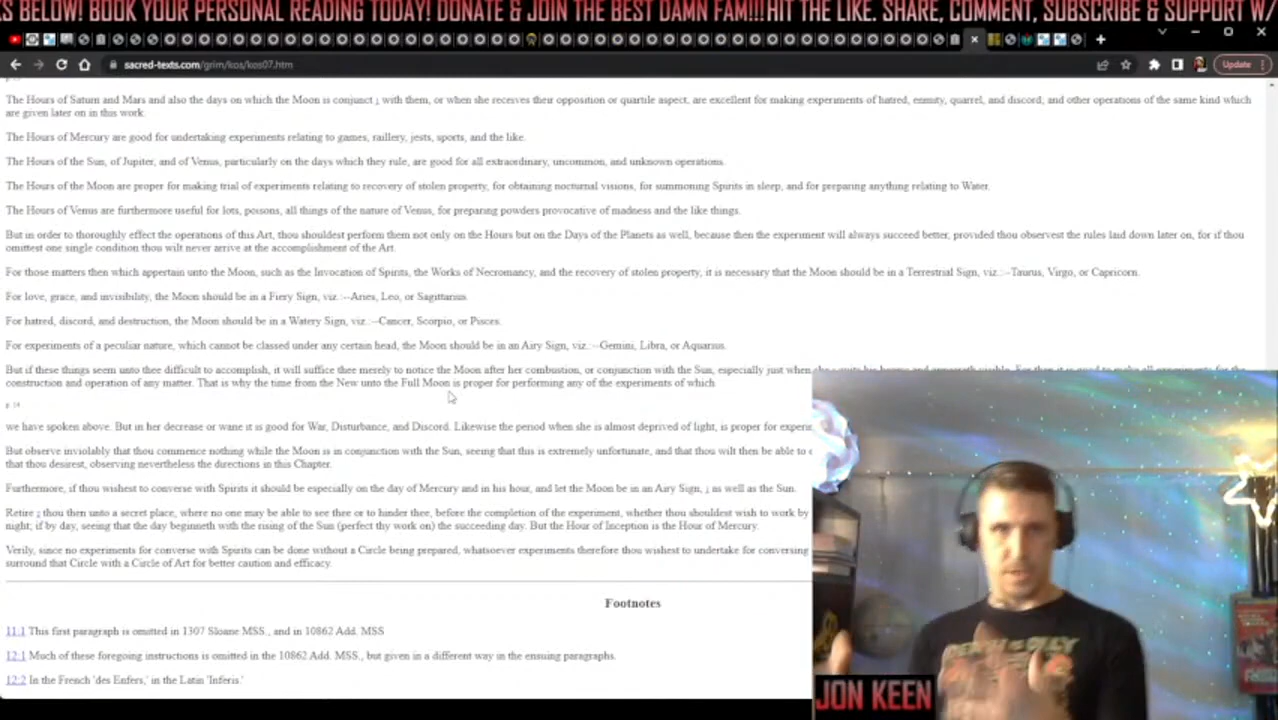 S BELOW! BOOK YOUR PERSONAL READING TODAY! DONATE & JOIN THE BEST DAMN FAM!!! HIT THE LIKE. SHARE, COMMENT, SUBSCRIBE & SUPPORT W/
sacred-texts.com/grim/kos/kos07.htm
Update
The Hours of Saturn and Mars and also the days on which the Moon is conjunct 1 with them, or when she receives their opposition or quartile aspect, are excellent for making experiments of hatred, enmity, quarrel, and discord, and other operations of the same kind which
are given later on in this work.
The Hours of Mercury are good for undertaking experiments relating to games, raillery, jests, sports, and the like.
The Hours of the Sun, of Jupiter, and of Venus, particularly on the days which they rule, are good for all extraordinary, uncommon, and unknown operations.
The Hours of the Moon are proper for making trial of experiments relating to recovery of stolen property, for obtaining nocturnal visions, for summoning Spirits in sleep, and for preparing anything relating to Water.
The Hours of Venus are furthermore useful for lots, poisons, all things of the nature of Venus, for preparing powders provocative of madness and the like things.
But in order to thoroughly effect the operations of this Art, thou shouldest perform them not only on the Hours but on the Days of the Planets as well, because then the experiment will always succeed better, provided thou observest the rules laid down later on, for if thou
omittest one single condition thou wilt never arrive at the accomplishment of the Art.
For those matters then which appertain unto the Moon, such as the Invocation of Spirits, the Works of Necromancy, and the recovery of stolen property, it is necessary that the Moon should be in a Terrestrial Sign, viz.:--Taurus, Virgo, or Capricorn.
For love, grace, and invisibility, the Moon should be in a Fiery Sign, viz.:--Aries, Leo, or Sagittarius.
For hatred, discord, and destruction, the Moon should be in a Watery Sign, viz.:--Cancer, Scorpio, or Pisces.
For experiments of a peculiar nature, which cannot be classed under any certain head, the Moon should be in an Airy Sign, viz.:--Gemini, Libra, or Aquarius.
But if these things seem unto thee difficult to accomplish, it will suffice thee merely to notice the Moon after her combustion, or conjunction with the Sun, especially just when she
construction and operation of any matter. That is why the time from the New unto the Full Moon is proper for performing any of the experiments of which
p. 14
we have spoken above. But in her decrease or wane it is good for War, Disturbance, and Discord. Likewise the period when she is almost deprived of light, is proper for
But observe inviolably that thou commence nothing while the Moon is in conjunction with the Sun, seeing that this is extremely unfortunate, and that thou wilt then be able to
that thou desirest, observing nevertheless the directions in this Chapter.
Furthermore, if thou wishest to converse with Spirits it should be especially on the day of Mercury and in his hour, and let the Moon be in an Airy Sign, 1 as well as the Sun.
Retire 2 thou then unto a secret place, where no one may be able to see thee or to hinder thee, before the completion of the experiment, whether thou shouldest wish to work by
night; if by day, seeing that the day beginneth with the rising of the Sun (perfect thy work on) the succeeding day. But the Hour of Inception is the Hour of Mercury.
Verily, since no experiments for converse with Spirits can be done without a Circle being prepared, whatsoever experiments therefore thou wishest to undertake for conversing
surround that Circle with a Circle of Art for better caution and efficacy.
Footnotes
11:1 This first paragraph is omitted in 1307 Sloane MSS., and in 10862 Add. MSS
12:1 Much of these foregoing instructions is omitted in the 10862 Add. MSS., but given in a different way in the ensuing paragraphs.
12:2 In the French 'des Enfers,' in the Latin 'Inferis.'
JON KEEN